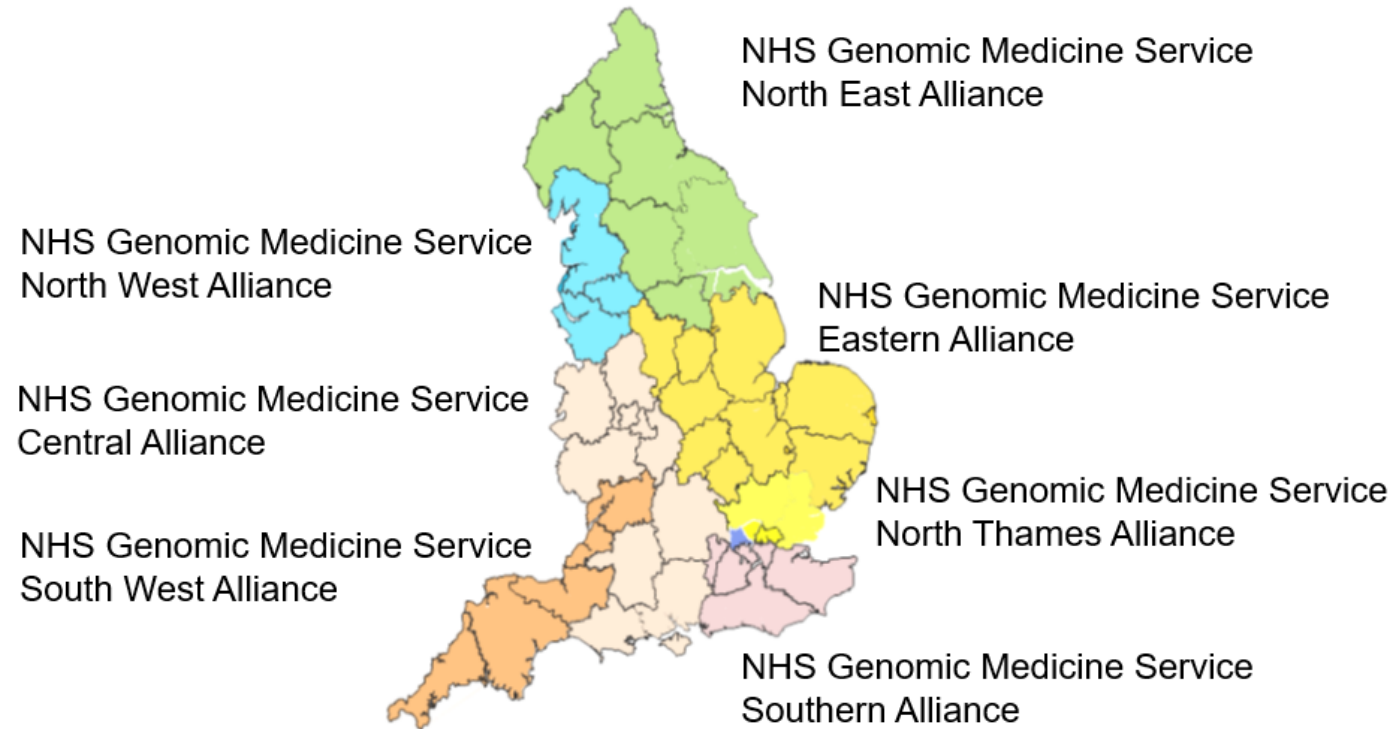 NHS Genomic Medicine Service
North East Alliance
NHS Genomic Medicine Service
North West Alliance
NHS Genomic Medicine Service
Eastern Alliance
NHS Genomic Medicine Service
Central Alliance
NHS Genomic Medicine Service
North Thames Alliance
NHS Genomic Medicine Service
South West Alliance
NHS Genomic Medicine Service
Southern Alliance